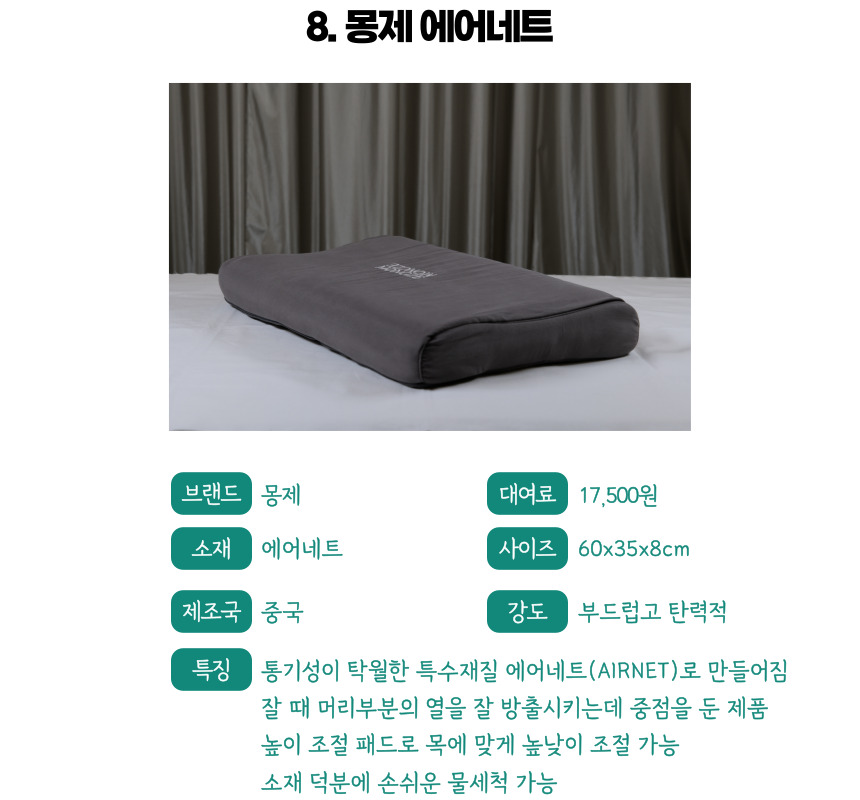 8. 몽제 에어네트
브랜드 몽제
대여료 17,500원
소재 에어네트
사이즈 60x35x8cm
제조국 중국
강도 부드럽고 탄력적
특징 통기성이 탁월한 특수재질 에어네트(AIRNET)로 만들어짐
잘 때 머리부분의 열을 잘 방출시키는데 중점을 둔 제품
높이 조절 패드로 목에 맞게 높낮이 조절 가능
소재 덕분에 손쉬운 물세척 가능